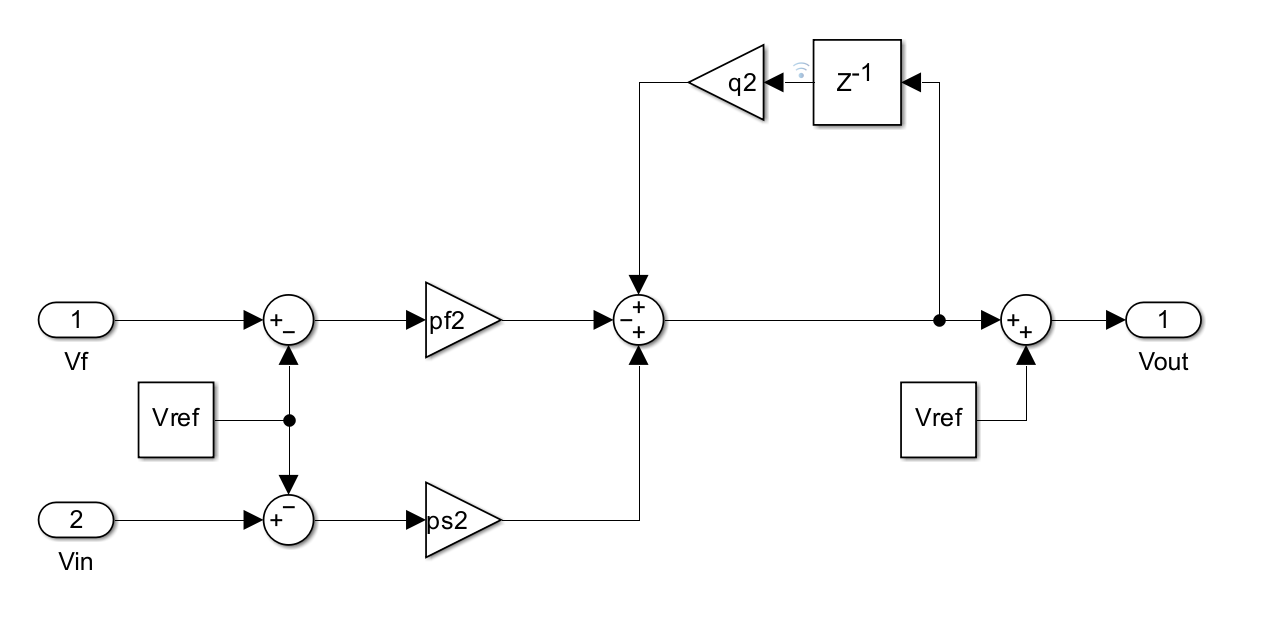 q2
Z-1
1
Vf
+
−
pf2
+
−
+
+
+
1
Vout
Vref
Vref
2
Vin
−
+
ps2